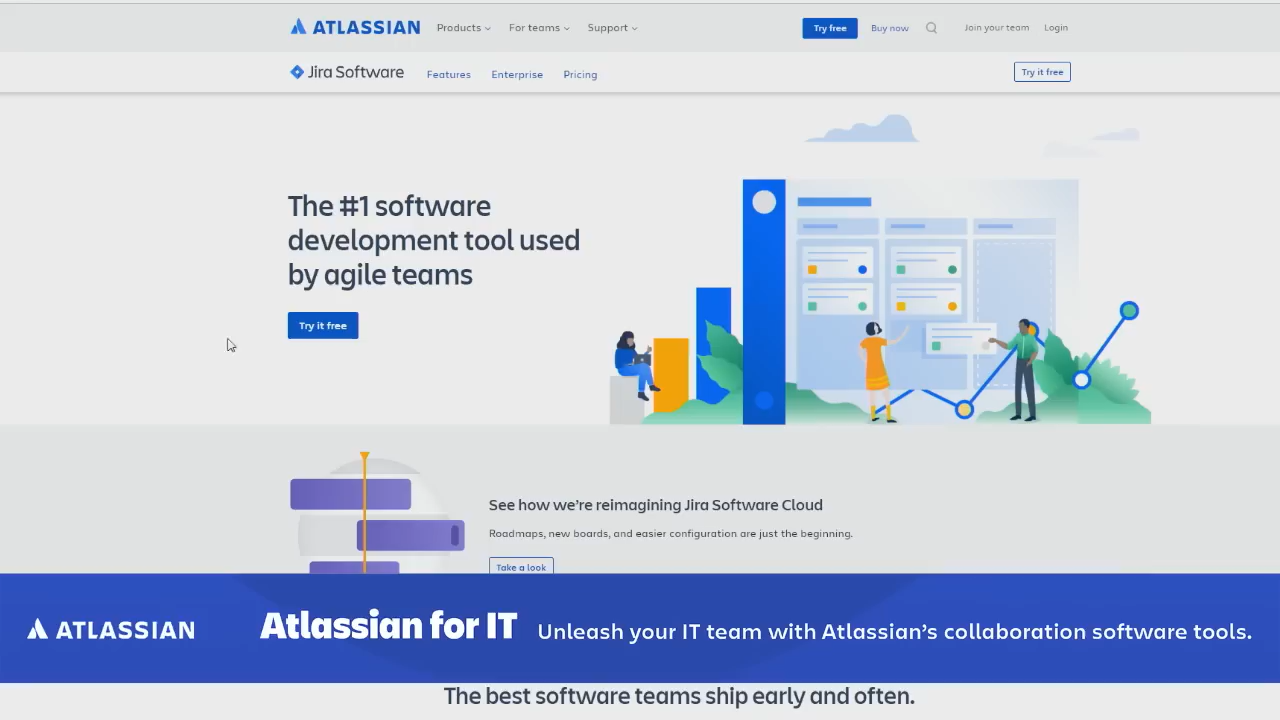 ATLASSIAN Products For teams Support Try free Buy now Join your team Login
Jira Software Features Enterprise Pricing Try it free
The #1 software
development tool used
by agile teams
Try it free
See how we’re reimagining Jira Software Cloud
Roadmaps, new boards, and easier configuration are just the beginning.
Take a look
ATLASSIAN Atlassian for IT Unleash your IT team with Atlassian’s collaboration software tools.
The best software teams ship early and often.